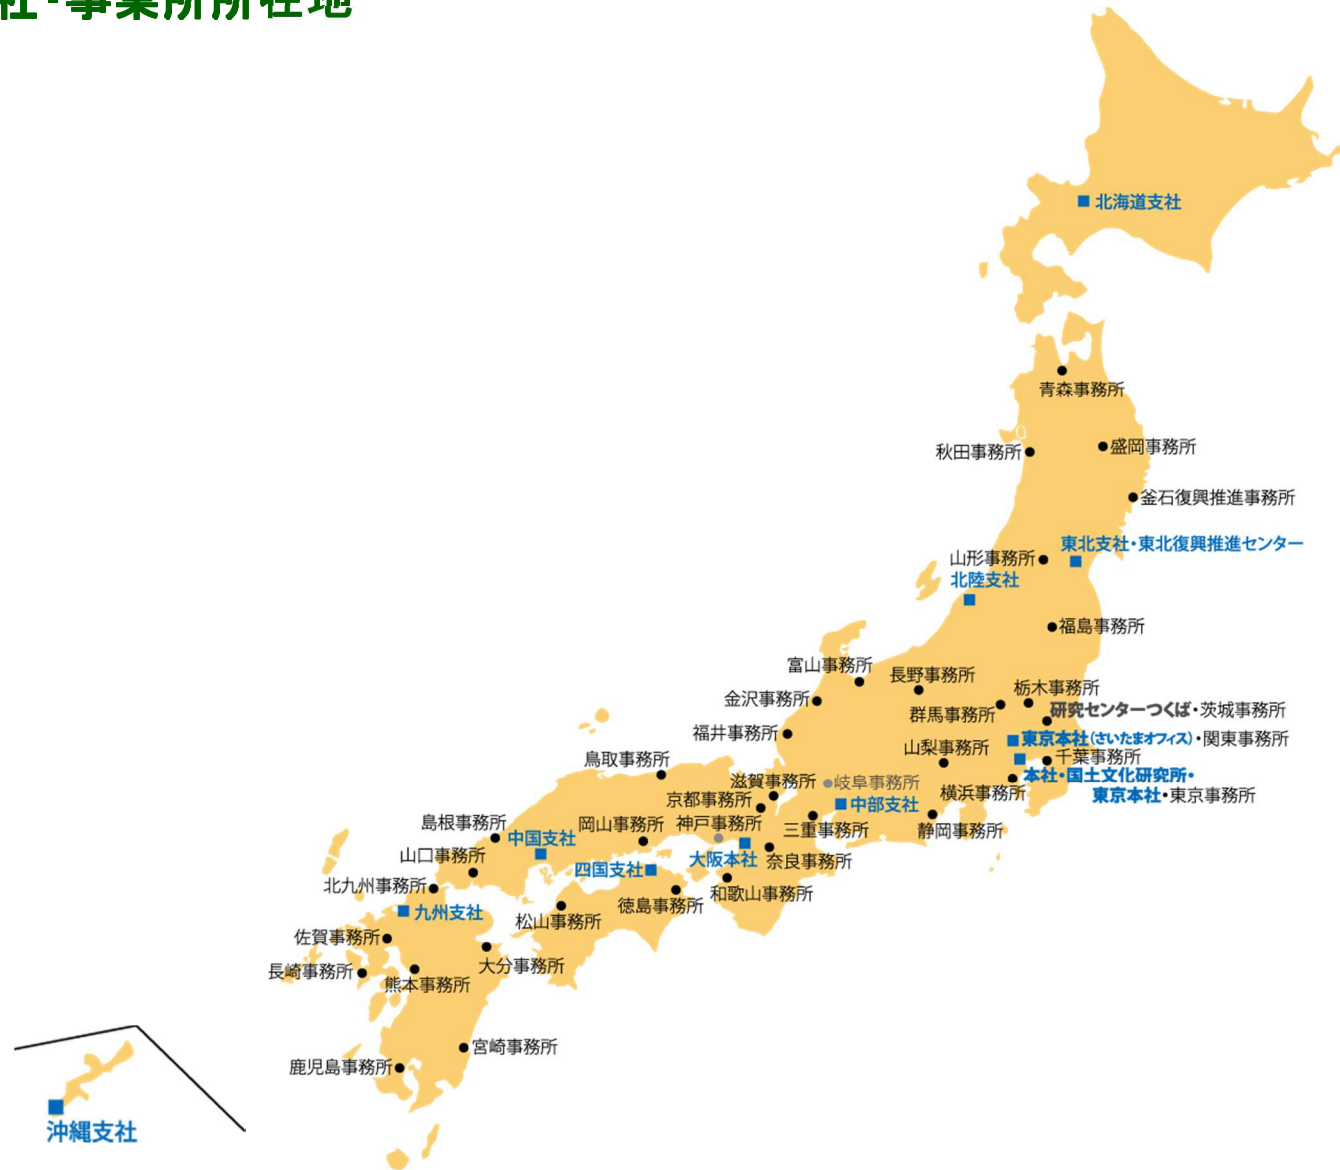 社・事業所所在地
北海道支社
青森事務所
秋田事務所
盛岡事務所
釜石復興推進事務所
東北支社・東北復興推進センター
山形事務所
北陸支社
福島事務所
富山事務所
長野事務所
栃木事務所
金沢事務所
群馬事務所
研究センターつくば・茨城事務所
福井事務所
東京本社(さいたまオフィス)・関東事務所
山梨事務所
千葉事務所
鳥取事務所
滋賀事務所
岐阜事務所
本社・国土文化研究所・
東京本社・東京事務所
横浜事務所
京都事務所
中部支社
島根事務所
岡山事務所
神戸事務所
三重事務所
静岡事務所
中国支社
山口事務所
大阪本社
奈良事務所
四国支社
北九州事務所
和歌山事務所
徳島事務所
九州支社
松山事務所
佐賀事務所
大分事務所
長崎事務所
熊本事務所
宮崎事務所
鹿児島事務所
沖縄支社